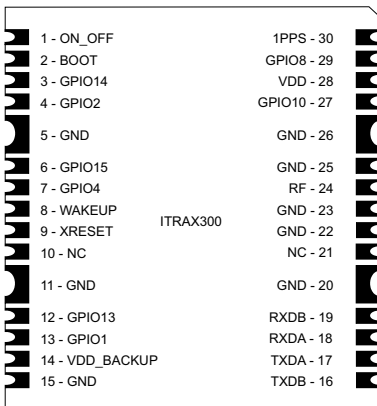 1 - ON_OFF
2 - BOOT
3 - GPIO14
4 - GPIO2
5 - GND
6 - GPIO15
7 - GPIO4
8 - WAKEUP
9 - XRESET
10 - NC
11 - GND
12 - GPIO13
13 - GPIO1
14 - VDD_BACKUP
15 - GND
ITRAX300
1PPS - 30
GPIO8 - 29
VDD - 28
GPIO10 - 27
GND - 26
GND - 25
RF - 24
GND - 23
GND - 22
NC - 21
GND - 20
RXDB - 19
RXDA - 18
TXDA - 17
TXDB - 16